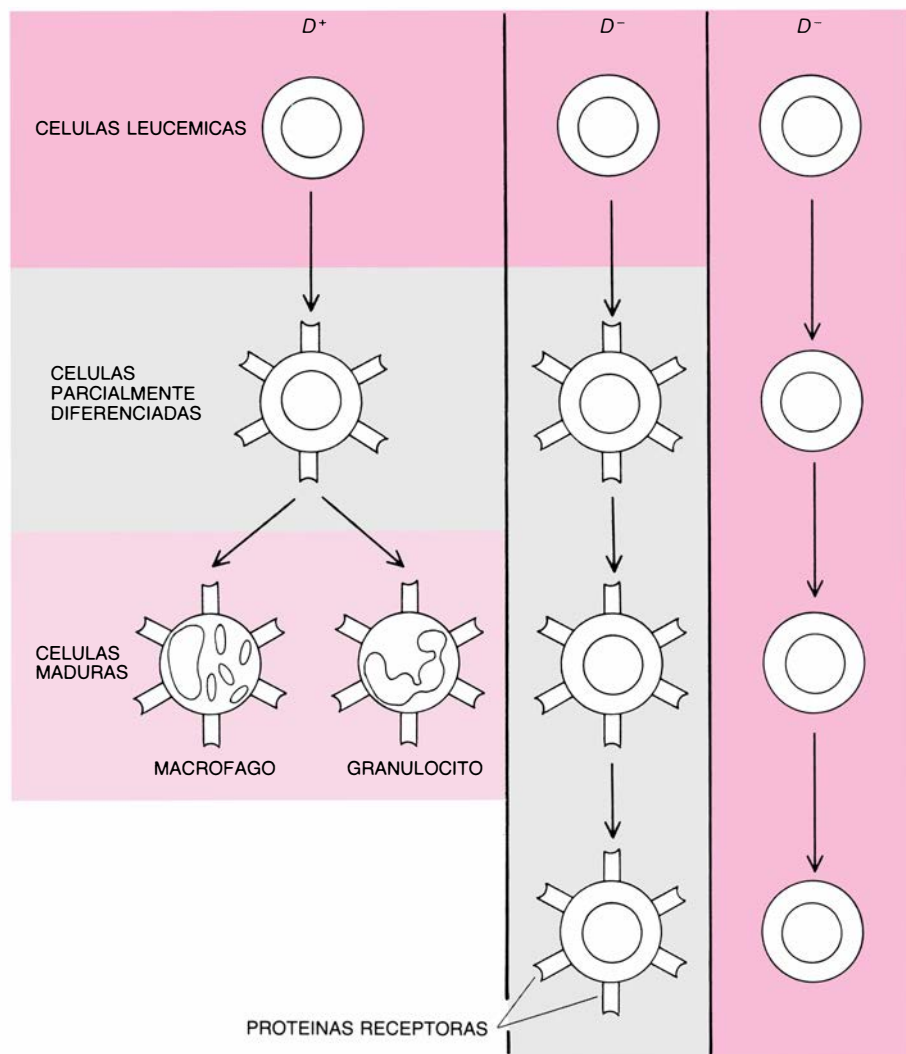 D⁺
D⁻
D⁻
CELULAS LEUCEMICAS
CELULAS
PARCIALMENTE
DIFERENCIADAS
CELULAS
MADURAS
MACROFAGO
GRANULOCITO
PROTEINAS RECEPTORAS